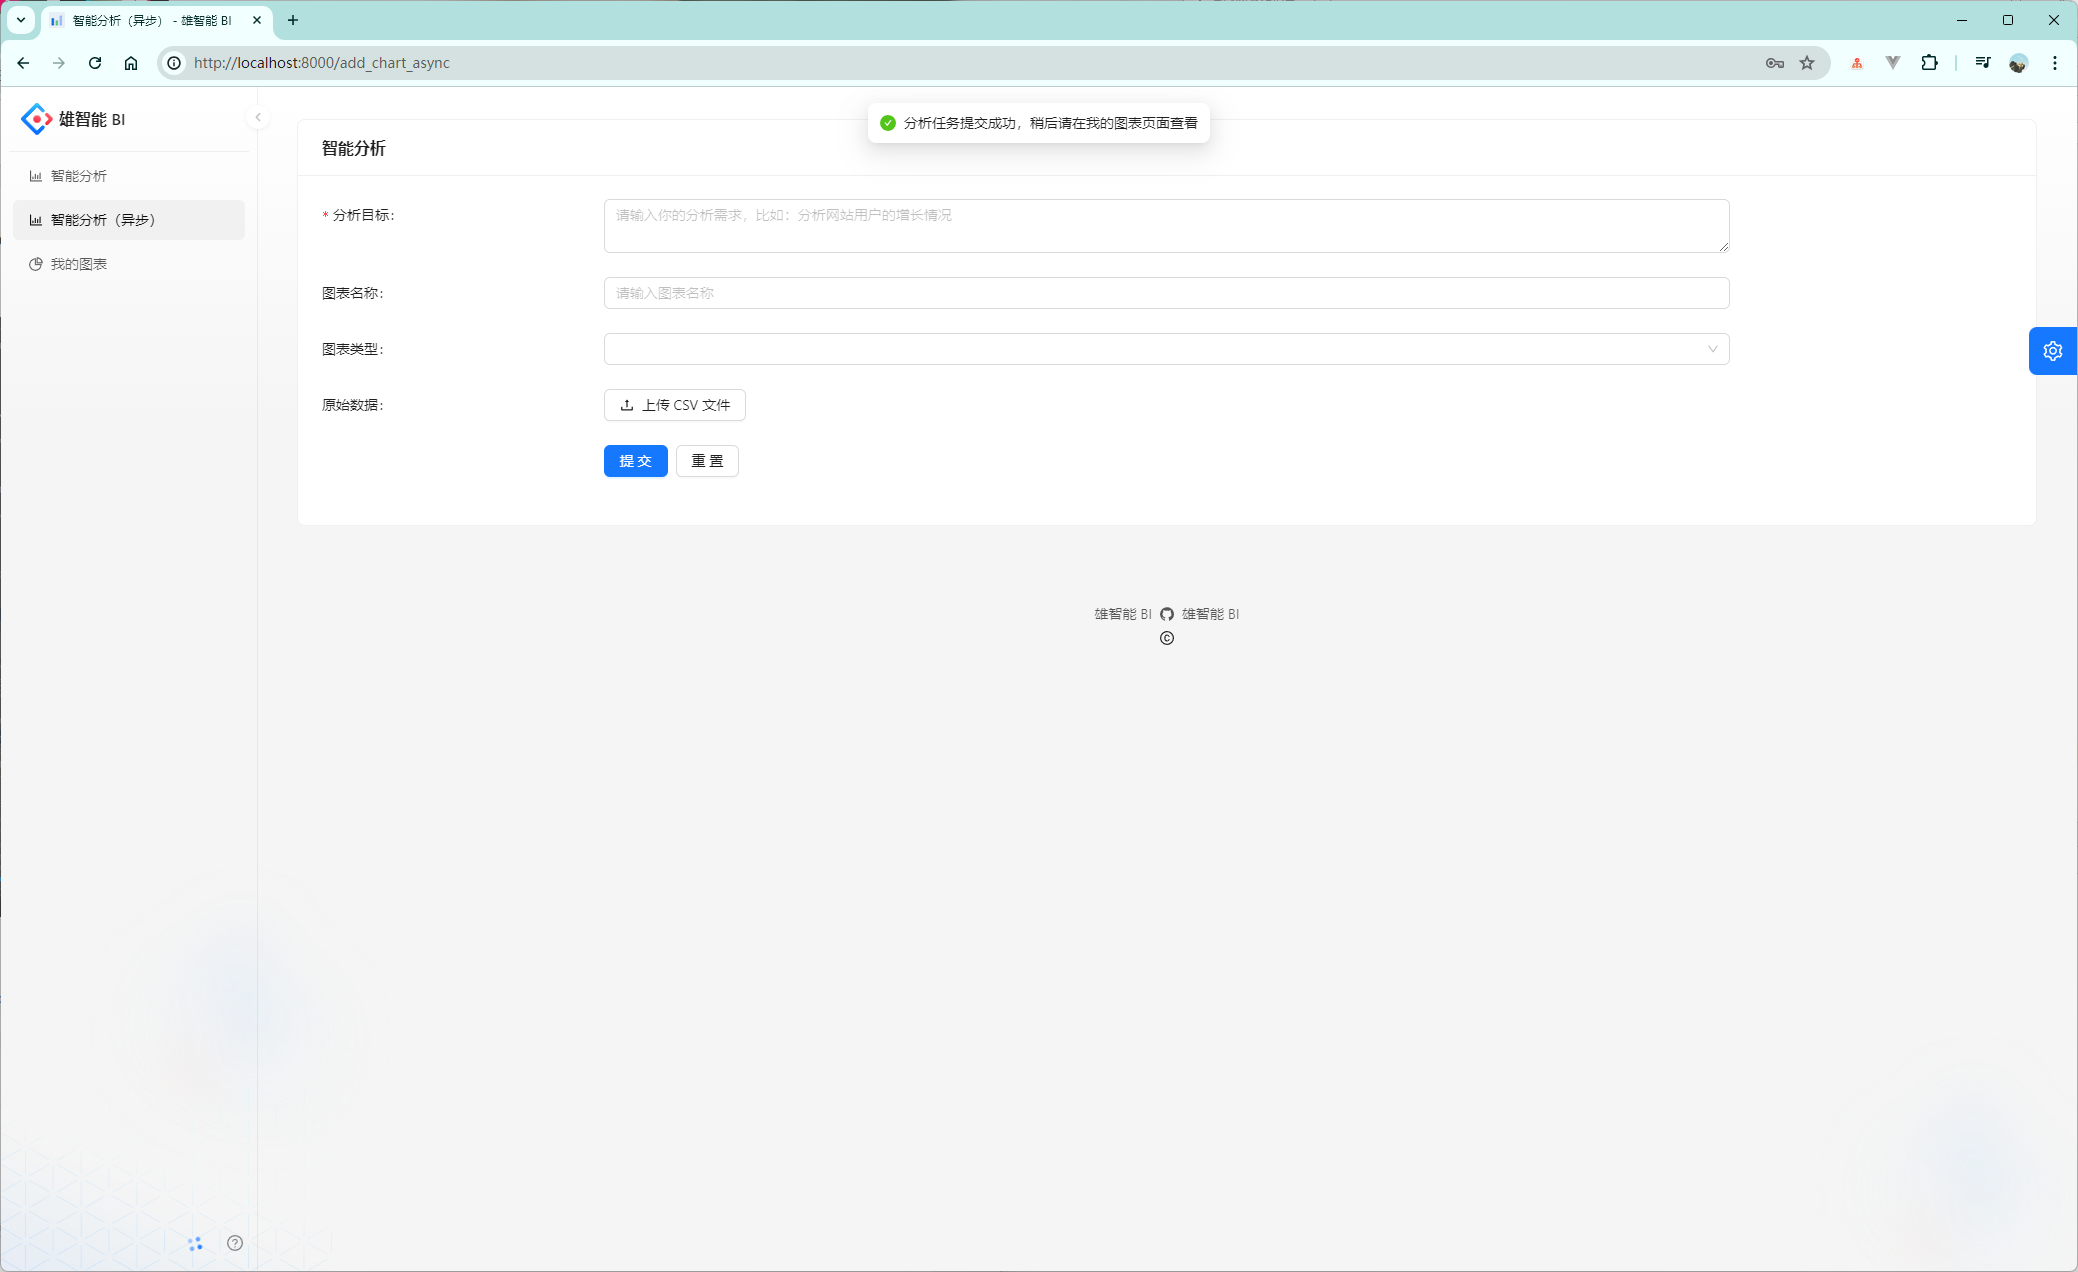 智能分析（异步） - 雄智能 BI
http://localhost:8000/add_chart_async
雄智能 BI
分析任务提交成功，稍后请在我的图表页面查看
智能分析
智能分析
智能分析（异步）
我的图表
* 分析目标：
请输入你的分析需求，比如：分析网站用户的增长情况
图表名称：
请输入图表名称
图表类型：
原始数据：
上传 CSV 文件
提 交
重 置
雄智能 BI 雄智能 BI
©